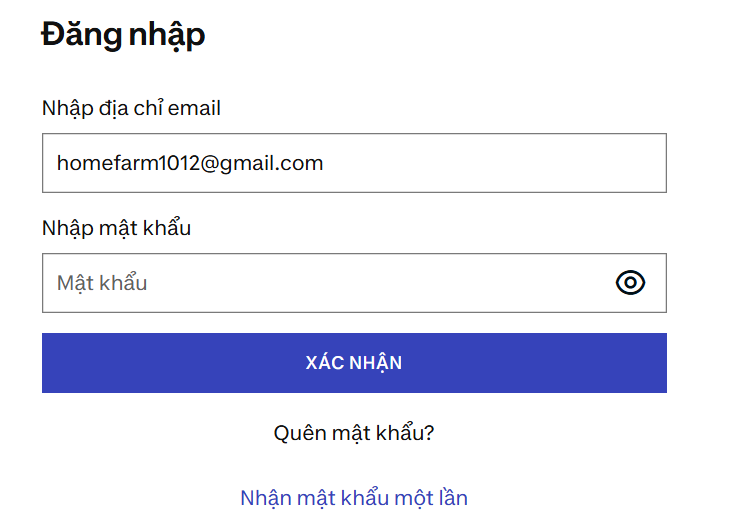 Đăng nhập
Nhập địa chỉ email
homefarm1012@gmail.com
Nhập mật khẩu
Mật khẩu
XÁC NHẬN
Quên mật khẩu?
Nhận mật khẩu một lần